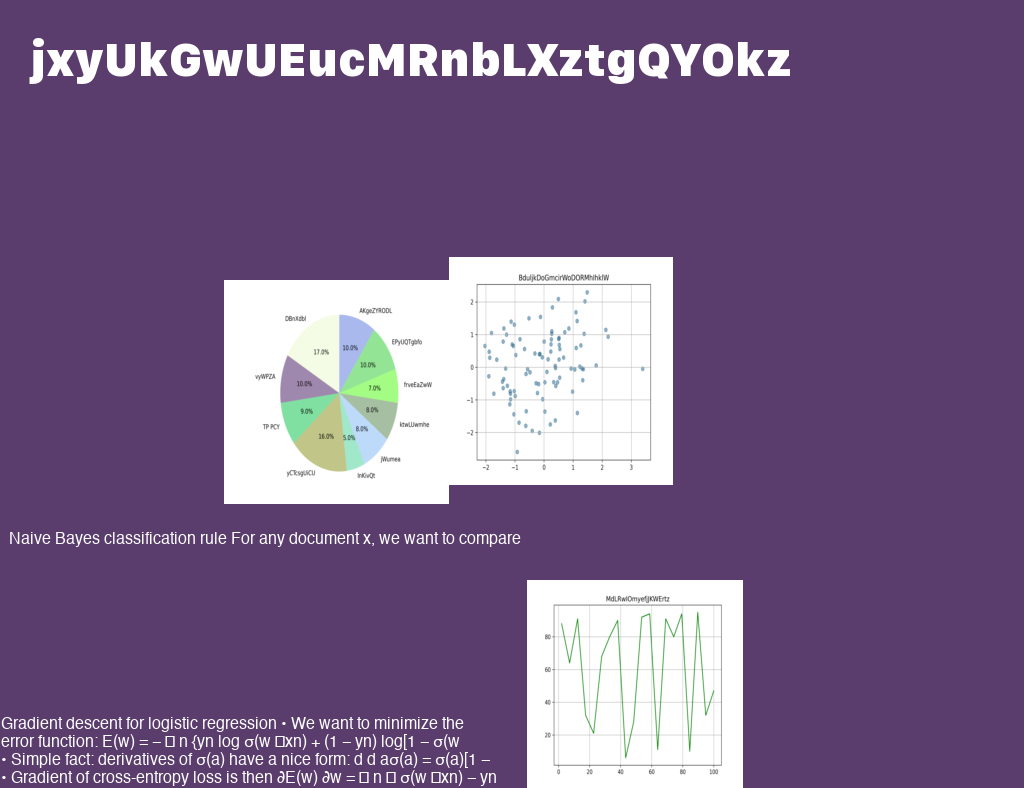 jxyUkGwUEucMRnbLXztgQYOkz
BduljkDoGmcirWoDORMhIhklW
2
1
0
−1
−2
−2 −1 0 1 2 3
DBnXdbl
AKgeZYRODL
EPyUQTgbfo
frveEaZwW
ktwLUwmhe
jWumea
InKivQt
yCTcsgUiCU
TP PCY
vyWPZA
17.0%
10.0%
10.0%
7.0%
8.0%
8.0%
5.0%
16.0%
9.0%
10.0%
Naive Bayes classification rule For any document x, we want to compare
MdLRwIOmyefJJKWErtz
80
60
40
20
0 20 40 60 80 100
Gradient descent for logistic regression • We want to minimize the
error function: E(w) = – □ n {yn log σ(w □xn) + (1 – yn) log[1 – σ(w
• Simple fact: derivatives of σ(a) have a nice form: d d aσ(a) = σ(a)[1 –
• Gradient of cross-entropy loss is then ∂E(w) ∂w = □ n □ σ(w □xn) – yn